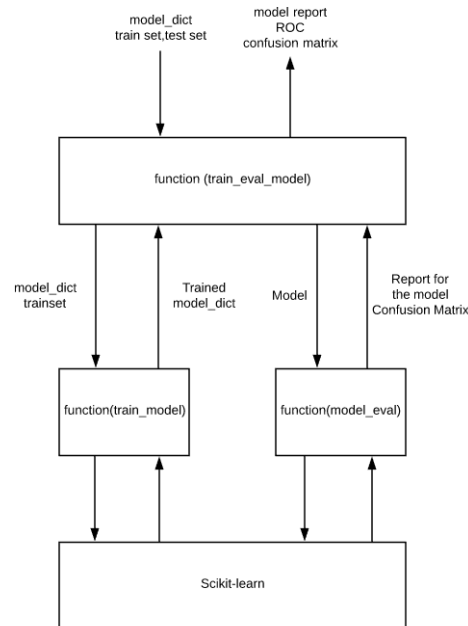 model_dict
train set,test set
model report
ROC
confusion matrix
function (train_eval_model)
model_dict
trainset
Trained
model_dict
Model
Report for
the model
Confusion Matrix
function(train_model)
function(model_eval)
Scikit-learn